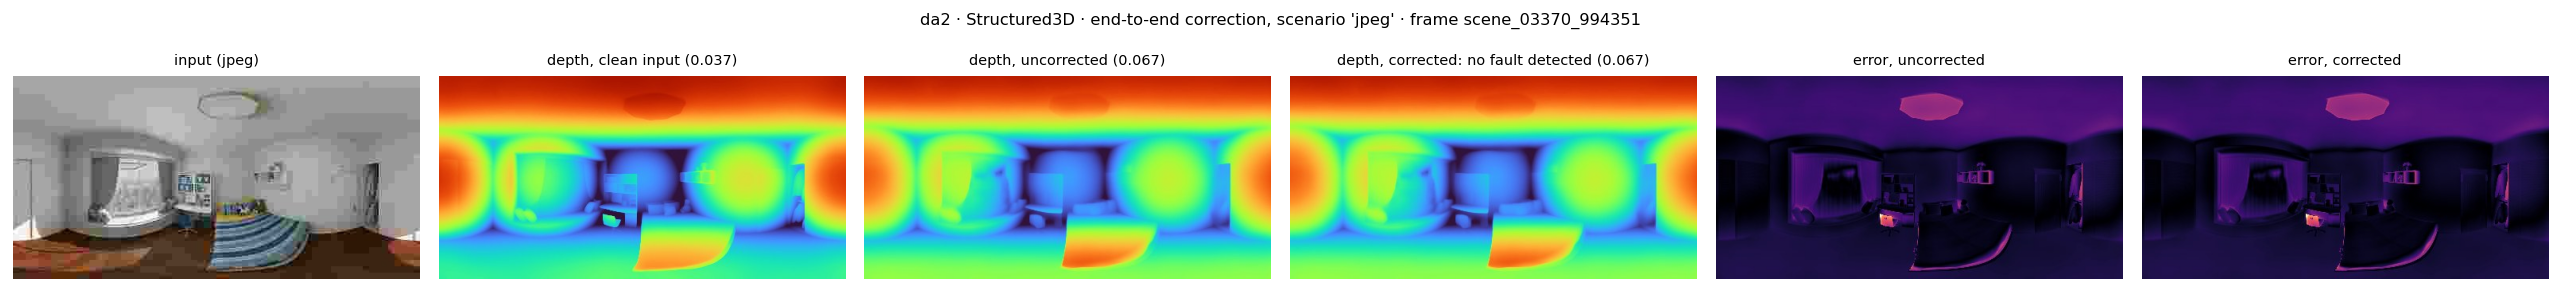 da2 · Structured3D · end-to-end correction, scenario 'jpeg' · frame scene_03370_994351
input (jpeg)
depth, clean input (0.037)
depth, uncorrected (0.067)
depth, corrected: no fault detected (0.067)
error, uncorrected
error, corrected